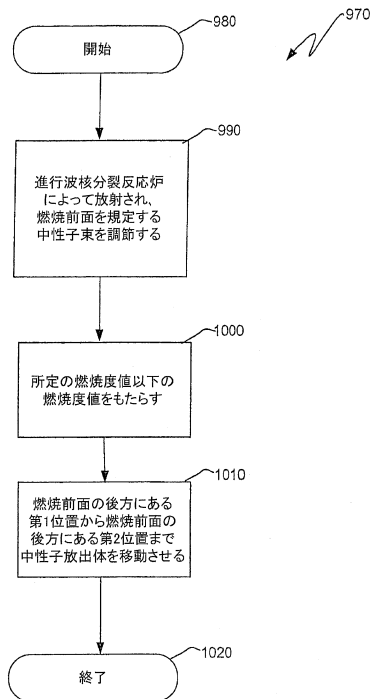 980
970
開始
990
進行波核分裂反応炉
によって放射され、
燃焼前面を規定する
中性子束を調節する
1000
所定の燃焼度値以下の
燃焼度値をもたらす
1010
燃焼前面の後方にある
第1位置から燃焼前面の
後方にある第2位置まで
中性子放出体を移動させる
1020
終了